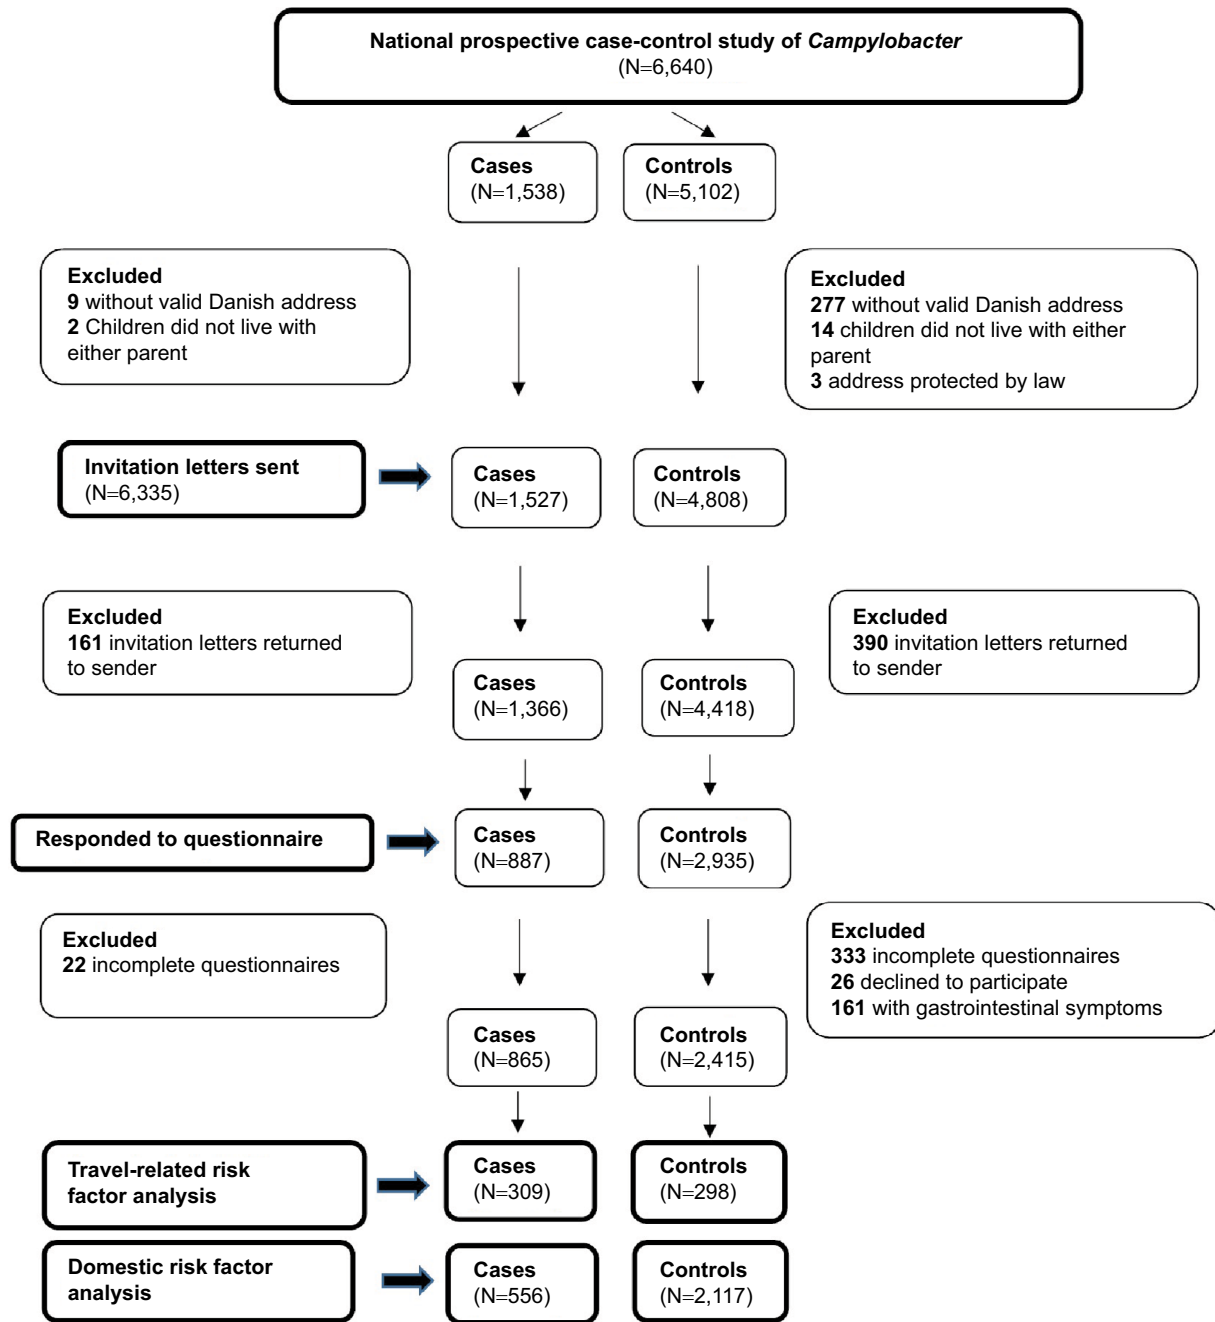 National prospective case-control study of Campylobacter
(N=6,640)
Cases
(N=1,538)
Controls
(N=5,102)
Excluded
9 without valid Danish address
2 Children did not live with
either parent
Excluded
277 without valid Danish address
14 children did not live with either
parent
3 address protected by law
Invitation letters sent
(N=6,335)
Cases
(N=1,527)
Controls
(N=4,808)
Excluded
161 invitation letters returned
to sender
Excluded
390 invitation letters returned
to sender
Cases
(N=1,366)
Controls
(N=4,418)
Responded to questionnaire
Cases
(N=887)
Controls
(N=2,935)
Excluded
22 incomplete questionnaires
Excluded
333 incomplete questionnaires
26 declined to participate
161 with gastrointestinal symptoms
Cases
(N=865)
Controls
(N=2,415)
Travel-related risk
factor analysis
Cases
(N=309)
Controls
(N=298)
Domestic risk factor
analysis
Cases
(N=556)
Controls
(N=2,117)